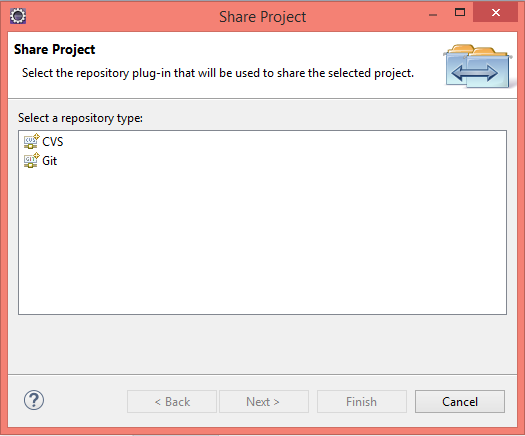 Share Project
Share Project
Select the repository plug-in that will be used to share the selected project.
Select a repository type:
CVS
Git
?
< Back
Next >
Finish
Cancel